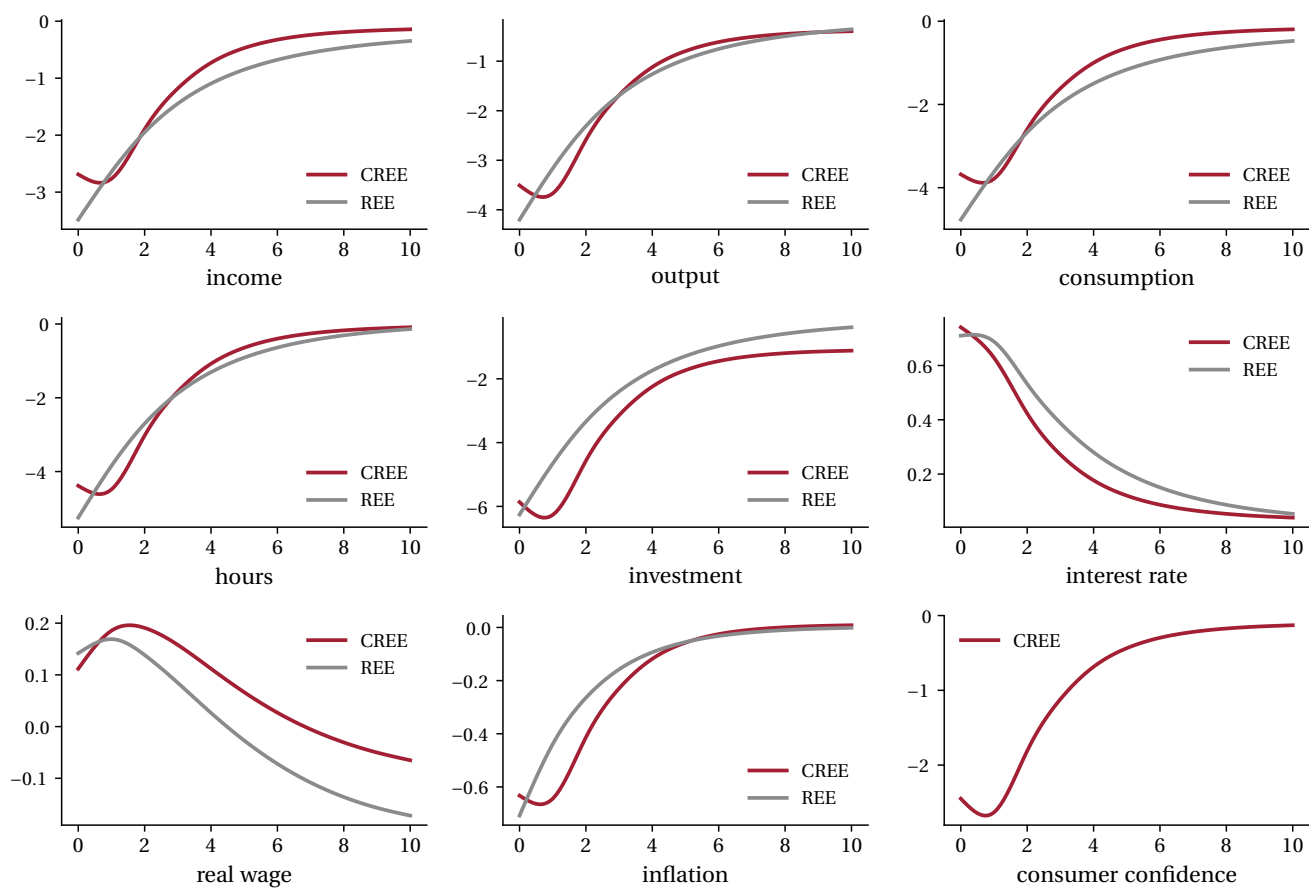 0
−1
−2
−3
CREE
REE
0 2 4 6 8 10
income
−1
−2
−3
−4
CREE
REE
0 2 4 6 8 10
output
0
−2
−4
CREE
REE
0 2 4 6 8 10
consumption
0
−2
−4
CREE
REE
0 2 4 6 8 10
hours
−2
−4
−6
CREE
REE
0 2 4 6 8 10
investment
0.6
0.4
0.2
CREE
REE
0 2 4 6 8 10
interest rate
0.2
0.1
0.0
−0.1
CREE
REE
0 2 4 6 8 10
real wage
0.0
−0.2
−0.4
−0.6
CREE
REE
0 2 4 6 8 10
inflation
0
−1
−2
CREE
0 2 4 6 8 10
consumer confidence